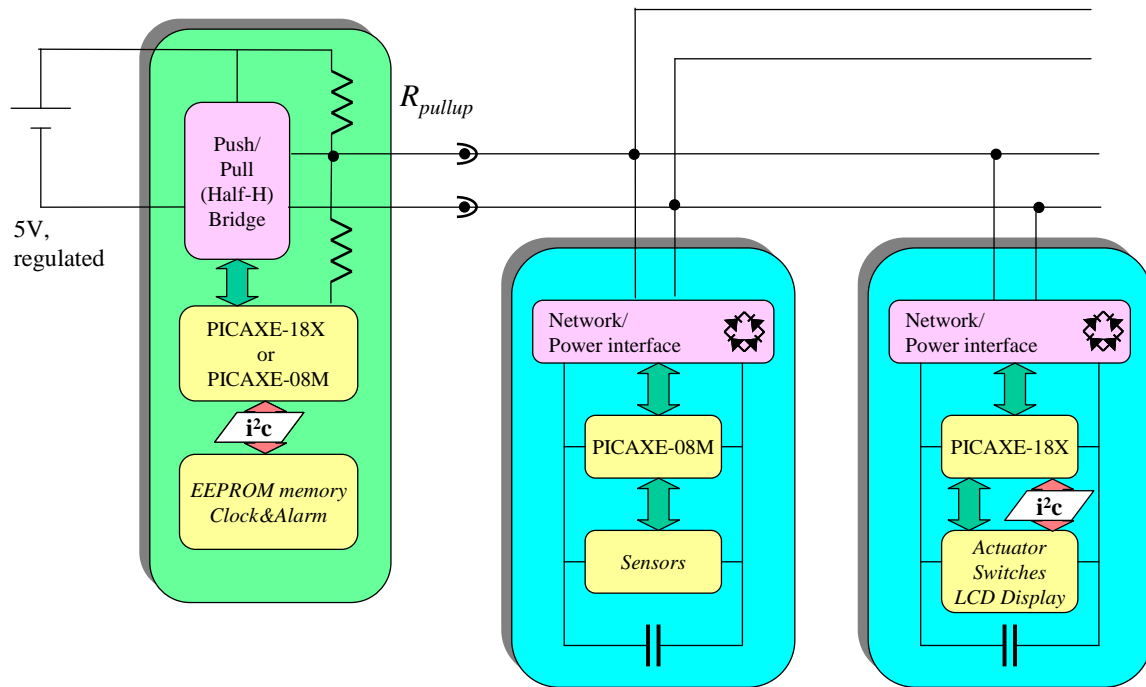 R_pullup
Push/
Pull
(Half-H)
Bridge
5V,
regulated
PICAXE-18X
or
PICAXE-08M
i²c
EEPROM memory
Clock&Alarm
Network/
Power interface
PICAXE-08M
Sensors
Network/
Power interface
PICAXE-18X
i²c
Actuator
Switches
LCD Display